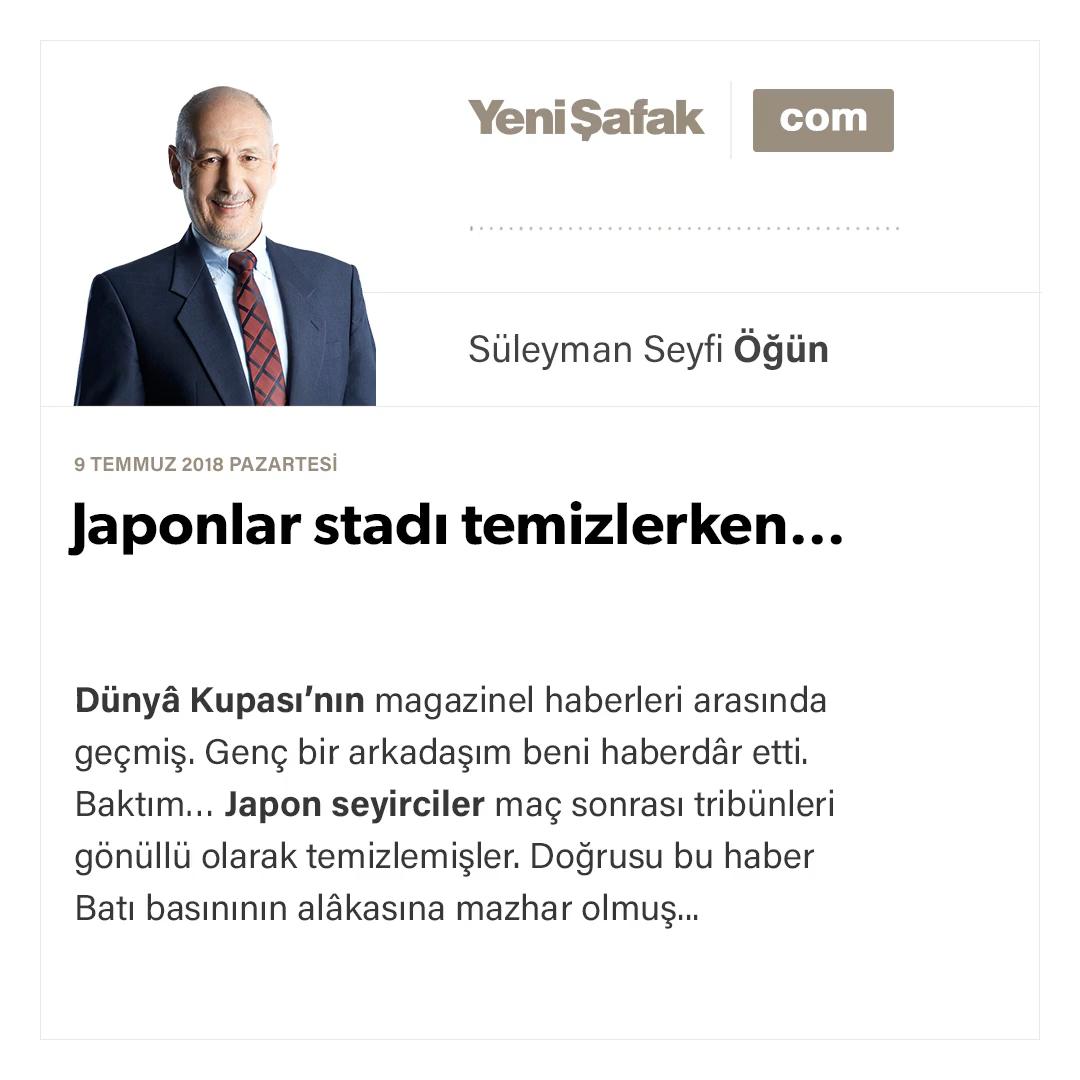 YeniŞafak com
Süleyman Seyfi Öğün
9 TEMMUZ 2018 PAZARTESİ
Japonlar stadı temizlerken...
Dünyâ Kupası’nın magazinel haberleri arasında
geçmiş. Genç bir arkadaşım beni haberdâr etti.
Baktım... Japon seyirciler maç sonrası tribünleri
gönüllü olarak temizlemişler. Doğrusu bu haber
Batı basınının alâkasına mazhar olmuş...